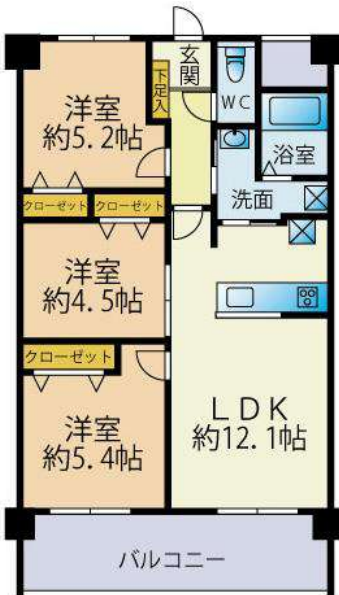 玄
関
下
足
入
WC
洋室
約5.2帖
浴室
洗面
クローゼット
クローゼット
洋室
約4.5帖
クローゼット
洋室
約5.4帖
LDK
約12.1帖
バルコニー